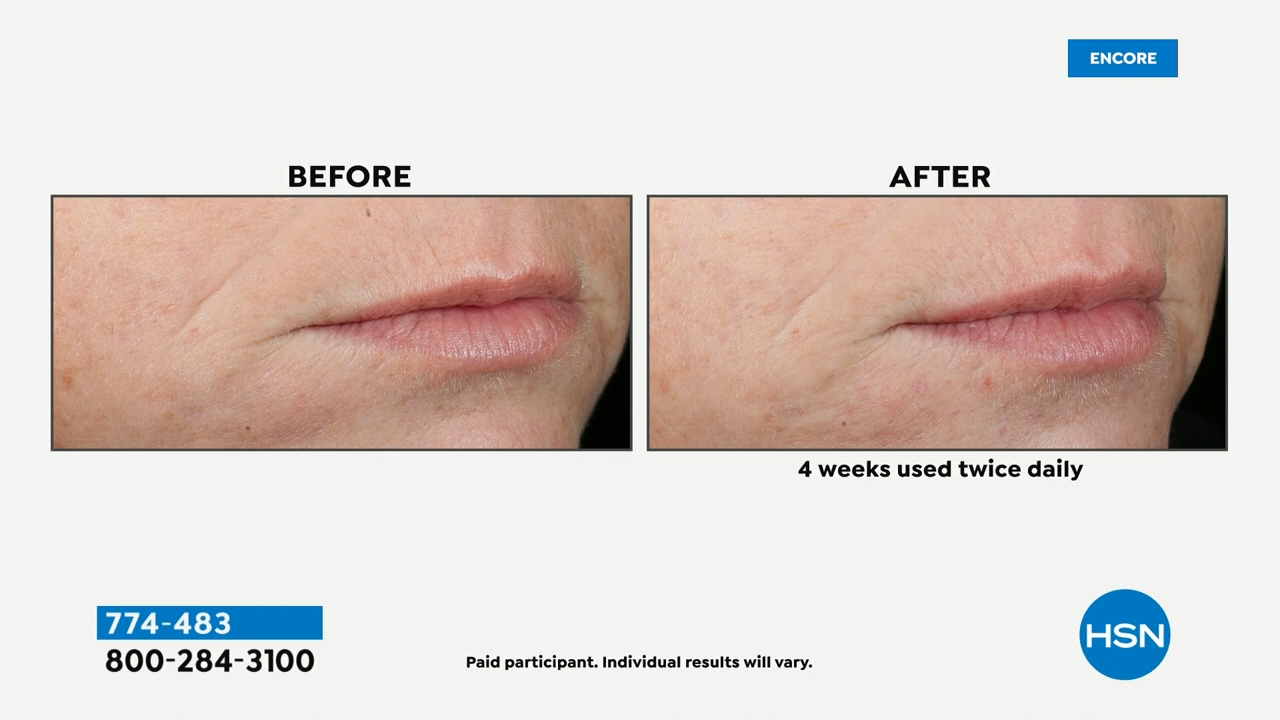 ENCORE
BEFORE
AFTER
4 weeks used twice daily
774-483
800-284-3100
Paid participant. Individual results will vary.
HSN